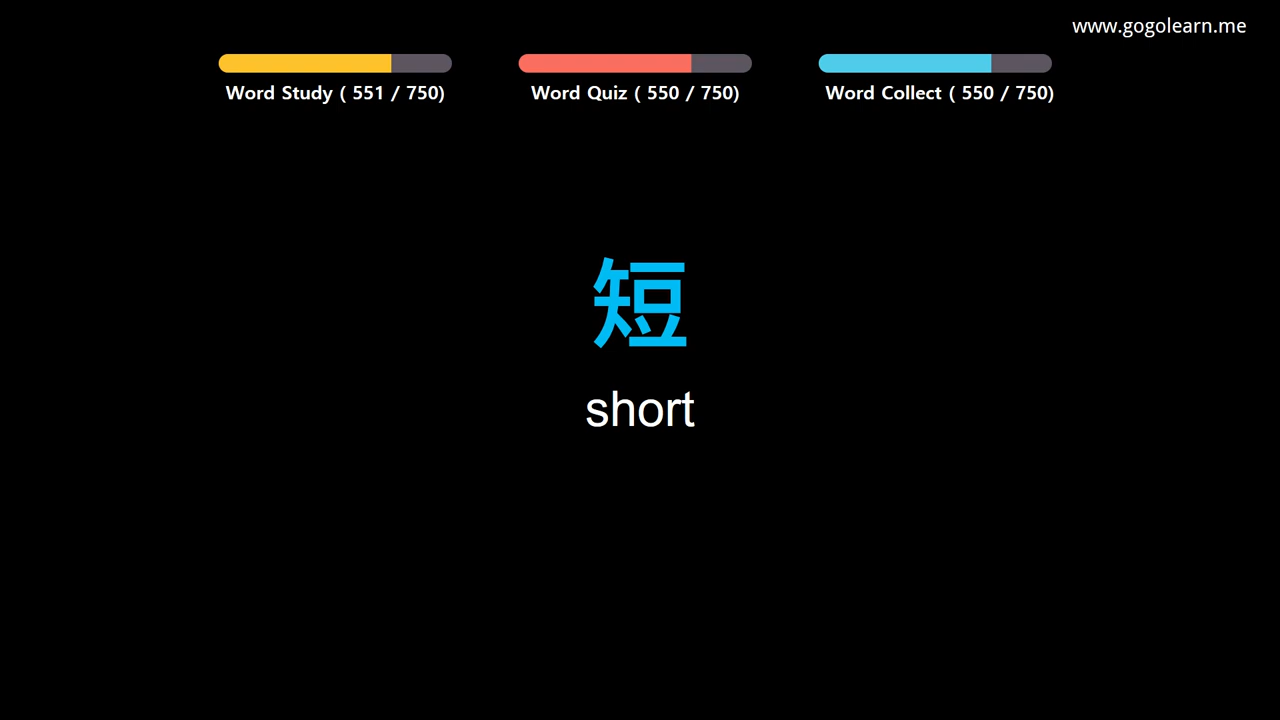 www.gogolearn.me
Word Study ( 551 / 750)
Word Quiz ( 550 / 750)
Word Collect ( 550 / 750)
短
short